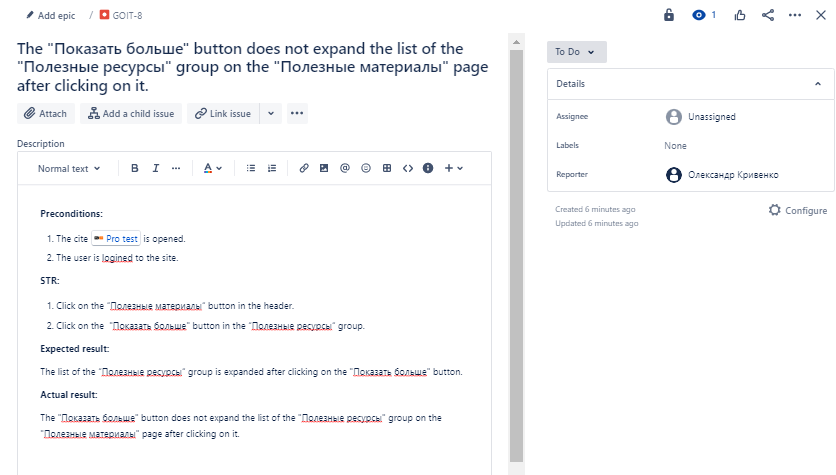 Add epic / GOIT-8
1
The "Показать больше" button does not expand the list of the
"Полезные ресурсы" group on the "Полезные материалы" page
after clicking on it.
Attach Add a child issue Link issue
Description
Normal text B I A
Preconditions:
1. The cite Pro test is opened.
2. The user is logined to the site.
STR:
1. Click on the "Полезные материалы" button in the header.
2. Click on the "Показать больше" button in the "Полезные ресурсы" group.
Expected result:
The list of the "Полезные ресурсы" group is expanded after clicking on the "Показать больше" button.
Actual result:
The "Показать больше" button does not expand the list of the "Полезные ресурсы" group on the
"Полезные материалы" page after clicking on it.
To Do
Details
Assignee Unassigned
Labels None
Reporter Олександр Кривенко
Created 6 minutes ago
Updated 6 minutes ago
Configure